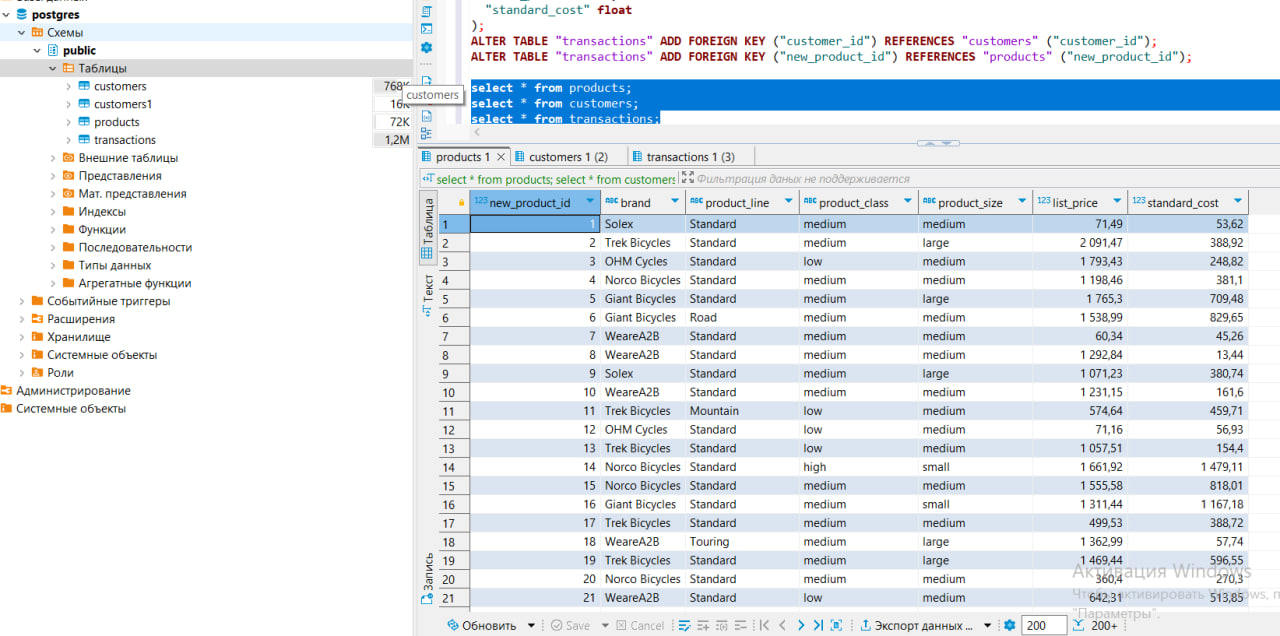 postgres
Схемы
public
Таблицы
customers 768K
customers1 16K
products 72K
transactions 1,2M
Внешние таблицы
Представления
Мат. представления
Индексы
Функции
Последовательности
Типы данных
Агрегатные функции
Событийные триггеры
Расширения
Хранилище
Системные объекты
Роли
Администрирование
Системные объекты
customers
"standard_cost" float
);
ALTER TABLE "transactions" ADD FOREIGN KEY ("customer_id") REFERENCES "customers" ("customer_id");
ALTER TABLE "transactions" ADD FOREIGN KEY ("new_product_id") REFERENCES "products" ("new_product_id");
select * from products;
select * from customers;
select * from transactions;
products 1 customers 1 (2) transactions 1 (3)
select * from products; select * from customers Фильтрация даных не поддерживается
Таблица
Текст
Запись
123 new_product_id ABC brand ABC product_line ABC product_class ABC product_size 123 list_price 123 standard_cost
1 1 Solex Standard medium medium 71,49 53,62
2 2 Trek Bicycles Standard medium large 2 091,47 388,92
3 3 OHM Cycles Standard low medium 1 793,43 248,82
4 4 Norco Bicycles Standard medium medium 1 198,46 381,1
5 5 Giant Bicycles Standard medium large 1 765,3 709,48
6 6 Giant Bicycles Road medium medium 1 538,99 829,65
7 7 WeareA2B Standard medium medium 60,34 45,26
8 8 WeareA2B Standard medium medium 1 292,84 13,44
9 9 Solex Standard medium large 1 071,23 380,74
10 10 WeareA2B Standard medium medium 1 231,15 161,6
11 11 Trek Bicycles Mountain low medium 574,64 459,71
12 12 OHM Cycles Standard low medium 71,16 56,93
13 13 Trek Bicycles Standard low medium 1 057,51 154,4
14 14 Norco Bicycles Standard high small 1 661,92 1 479,11
15 15 Norco Bicycles Standard medium medium 1 555,58 818,01
16 16 Giant Bicycles Standard medium small 1 311,44 1 167,18
17 17 Trek Bicycles Standard medium medium 499,53 388,72
18 18 WeareA2B Touring medium large 1 362,99 57,74
19 19 Trek Bicycles Standard medium large 1 469,44 596,55
20 20 Norco Bicycles Standard medium medium 360,4 270,3
21 21 WeareA2B Standard low medium 642,31 513,85
Активация Windows
Чтобы активировать Windows, п
"Параметры".
Обновить Save Cancel Экспорт данных ... 200 200+